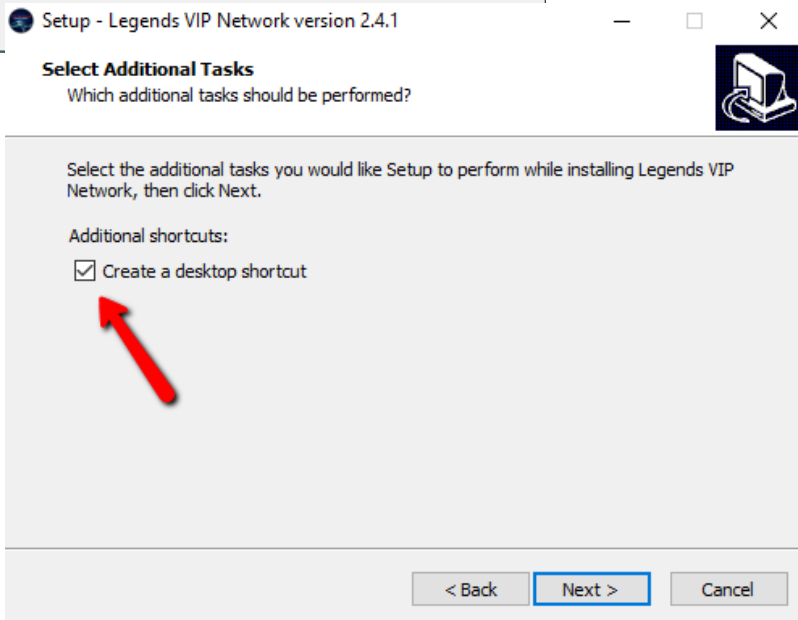 Setup - Legends VIP Network version 2.4.1
Select Additional Tasks
Which additional tasks should be performed?
Select the additional tasks you would like Setup to perform while installing Legends VIP
Network, then click Next.
Additional shortcuts:
Create a desktop shortcut
< Back
Next >
Cancel